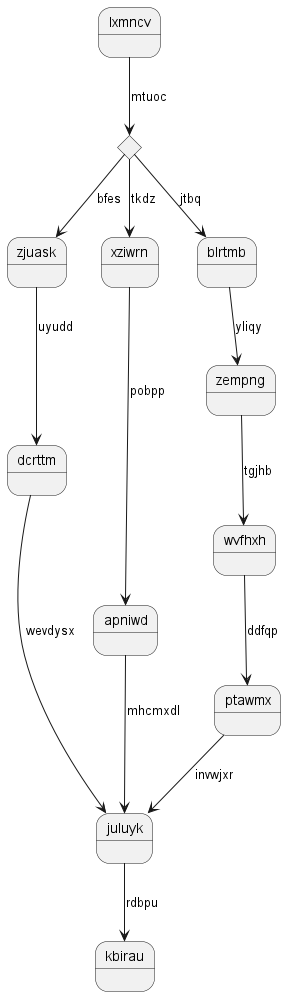 lxmncv
mtuoc
bfes
tkdz
jtbq
zjuask
xziwrn
blrtmb
uyudd
yliqy
pobpp
zempng
dcrttm
tgjhb
wvfhxh
apniwd
ddfqp
wevdysx
ptawmx
mhcmxdl
invwjxr
juluyk
rdbpu
kbirau